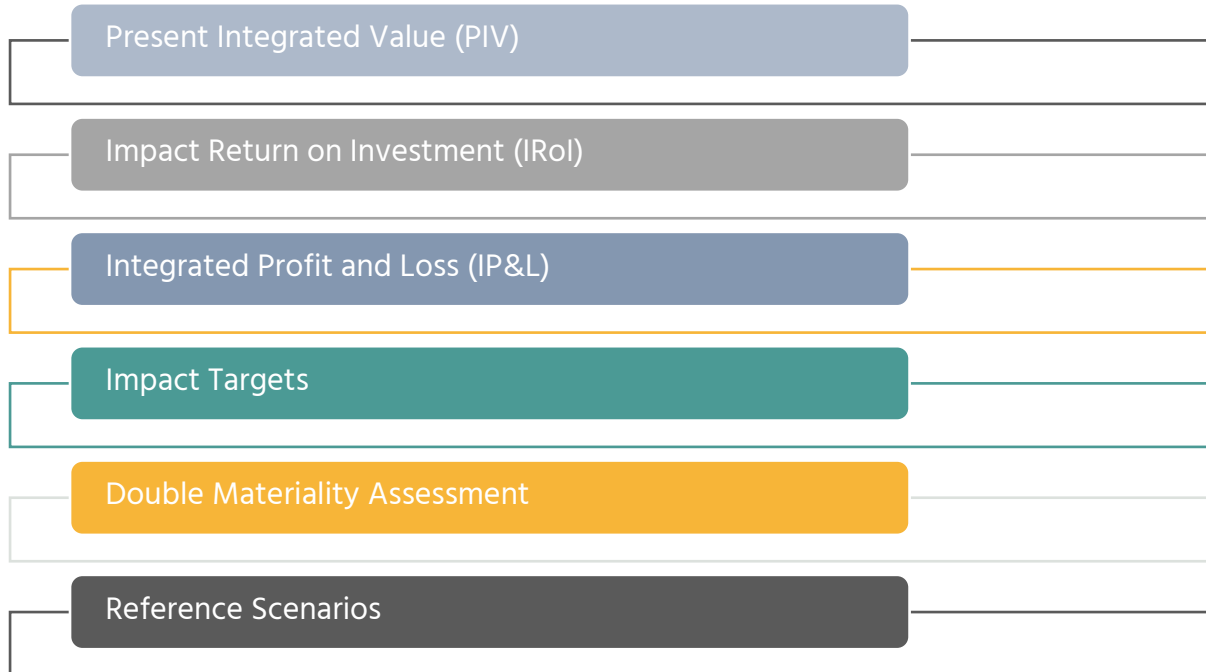 Present Integrated Value (PIV)
Impact Return on Investment (IRoI)
Integrated Profit and Loss (IP&L)
Impact Targets
Double Materiality Assessment
Reference Scenarios